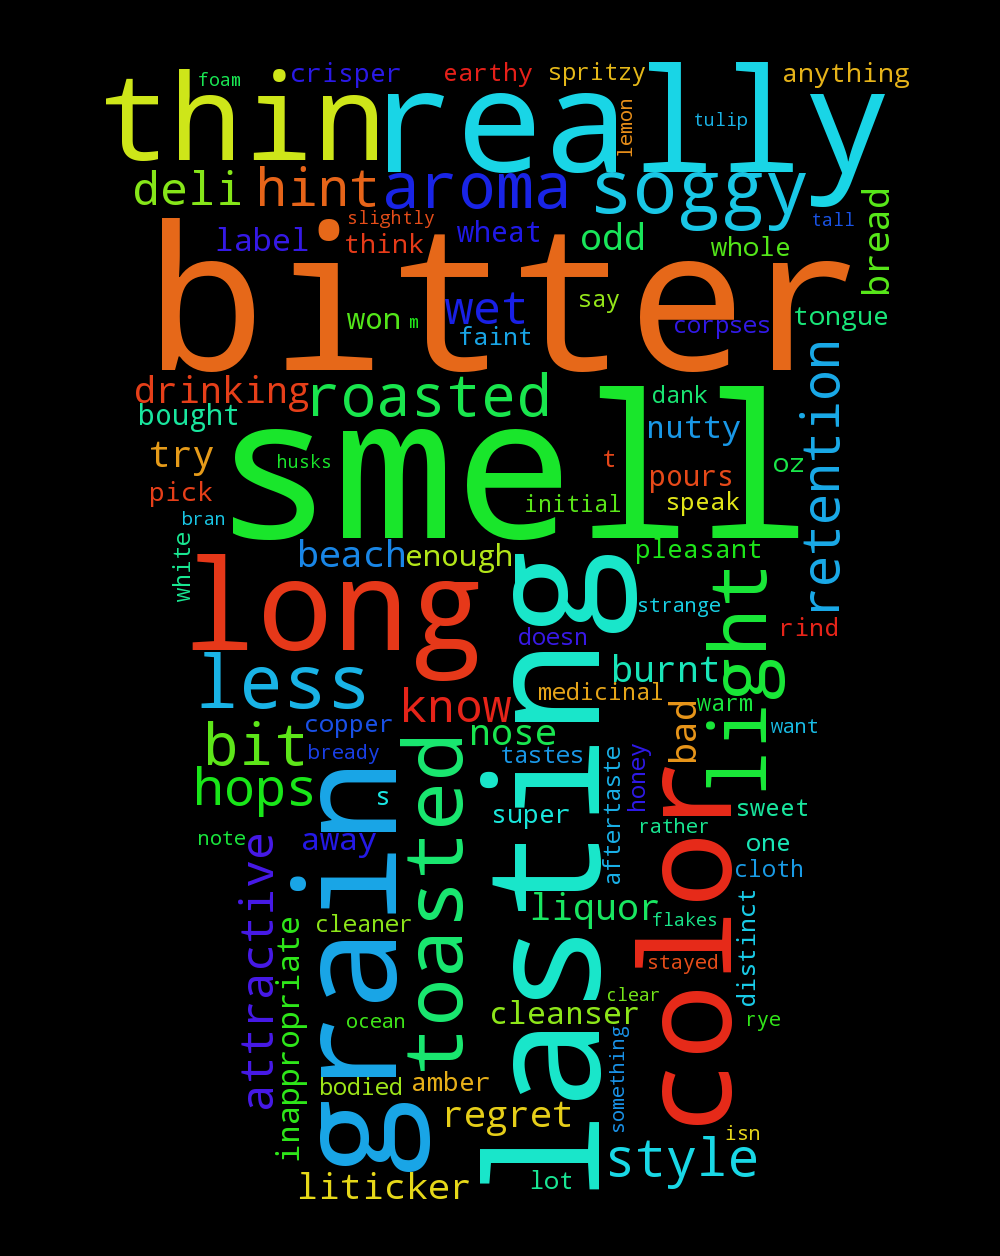 foam crisper earthy spritzy anything
thin really
lemon tulip
deli hint aroma soggy
slightly tall
label think wheat odd whole bread
bitter
won m wet say corpses tongue
faint
drinking roasted dank retention
bought nutty
try smell husks t oz
pick pours
initial speak
bran
white beach enough pleasant
long strange light
doesn rind
less burnt
know medicinal warm
bit copper nose bad want
bready tastes
hops s super aftertaste honey sweet
note away rather one
attractive grain toasted lasting color cloth
cleaner liquor flakes
inappropriate stayed distinct
clear
ocean cleanser rye
something
bodied amber
regret isn
style
liticker lot